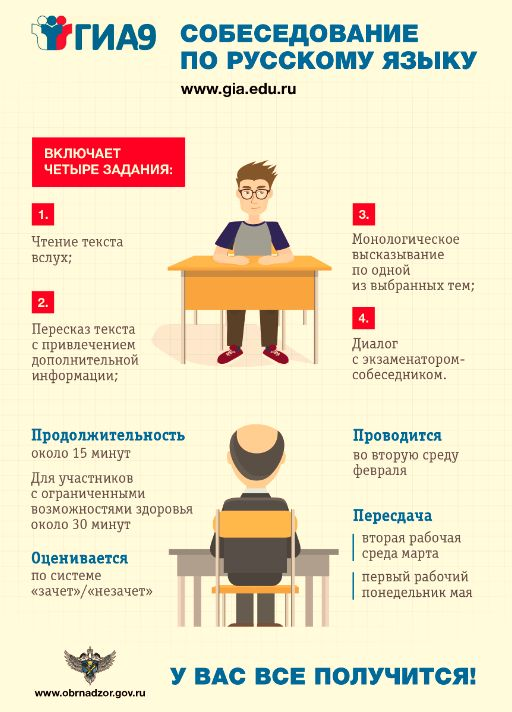 ГИА9
СОБЕСЕДОВАНИЕ
ПО РУССКОМУ ЯЗЫКУ
www.gia.edu.ru
ВКЛЮЧАЕТ
ЧЕТЫРЕ ЗАДАНИЯ:
1.
Чтение текста
вслух;
2.
Пересказ текста
с привлечением
дополнительной
информации;
3.
Монологическое
высказывание
по одной
из выбранных тем;
4.
Диалог
с экзаменатором-
собеседником.
Продолжительность
около 15 минут
Для участников
с ограниченными
возможностями здоровья
около 30 минут
Оценивается
по системе
«зачет»/«незачет»
Проводится
во вторую среду
февраля
Пересдача
вторая рабочая
среда марта
первый рабочий
понедельник мая
www.obrnadzor.gov.ru
У ВАС ВСЕ ПОЛУЧИТСЯ!